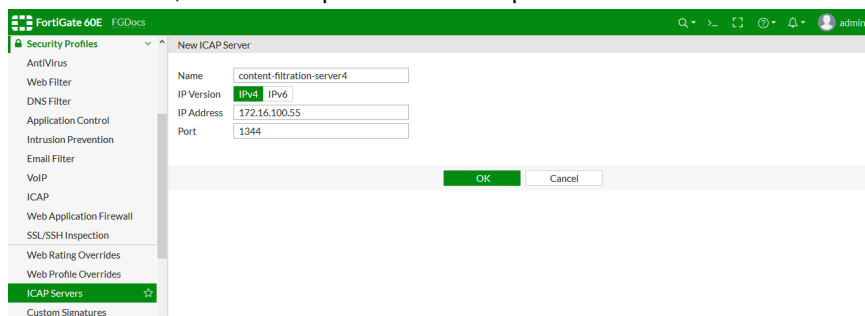 FortiGate 60E FGDocs
admin
Security Profiles
AntiVirus
Web Filter
DNS Filter
Application Control
Intrusion Prevention
Email Filter
VoIP
ICAP
Web Application Firewall
SSL/SSH Inspection
Web Rating Overrides
Web Profile Overrides
ICAP Servers
Custom Signatures
New ICAP Server
Name content-filtration-server4
IP Version IPv4 IPv6
IP Address 172.16.100.55
Port 1344
OK Cancel